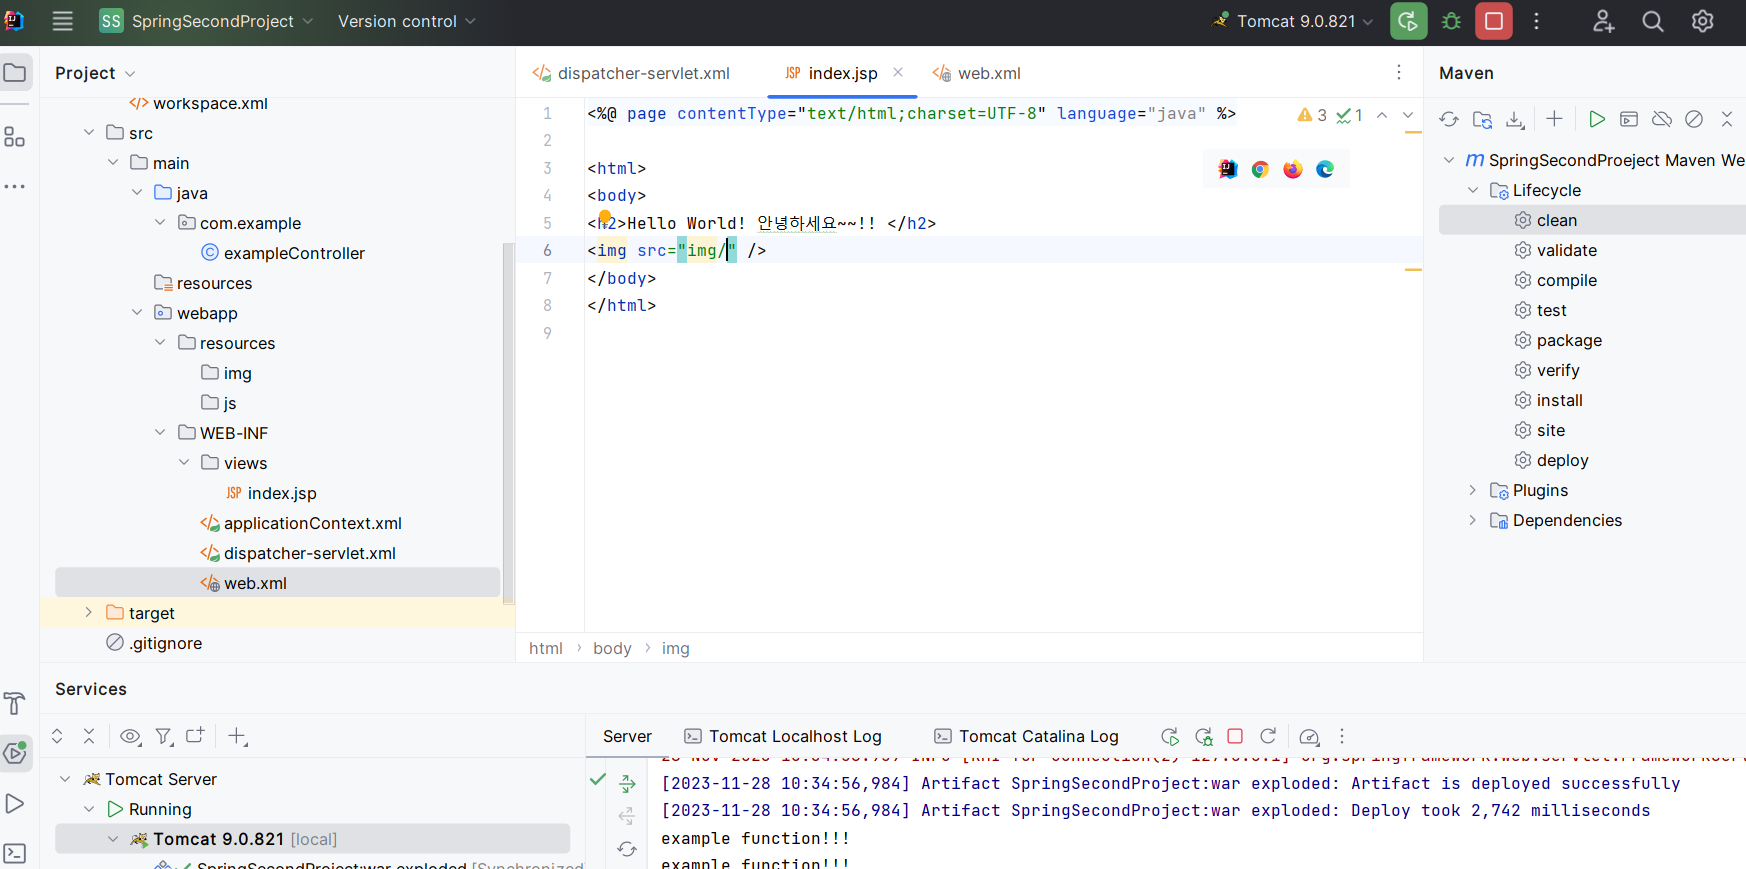 SS SpringSecondProject Version control Tomcat 9.0.821
Project
workspace.xml
src
main
java
com.example
exampleController
resources
webapp
resources
img
js
WEB-INF
views
index.jsp
applicationContext.xml
dispatcher-servlet.xml
web.xml
target
.gitignore
dispatcher-servlet.xml JSP index.jsp web.xml
1 <%@ page contentType="text/html;charset=UTF-8" language="java" %> 3 1
2
3 <html>
4 <body>
5 <h2>Hello World! 안녕하세요~~!! </h2>
6 <img src="img/" />
7 </body>
8 </html>
9
html › body › img
Maven
SpringSecondProeject Maven We
Lifecycle
clean
validate
compile
test
package
verify
install
site
deploy
Plugins
Dependencies
Services
Server Tomcat Localhost Log Tomcat Catalina Log
Tomcat Server
Running
Tomcat 9.0.821 [local]
SpringSecondProject:war exploded [Synchronized]
[2023-11-28 10:34:56,984] Artifact SpringSecondProject:war exploded: Artifact is deployed successfully
[2023-11-28 10:34:56,984] Artifact SpringSecondProject:war exploded: Deploy took 2,742 milliseconds
example function!!!
example function!!!